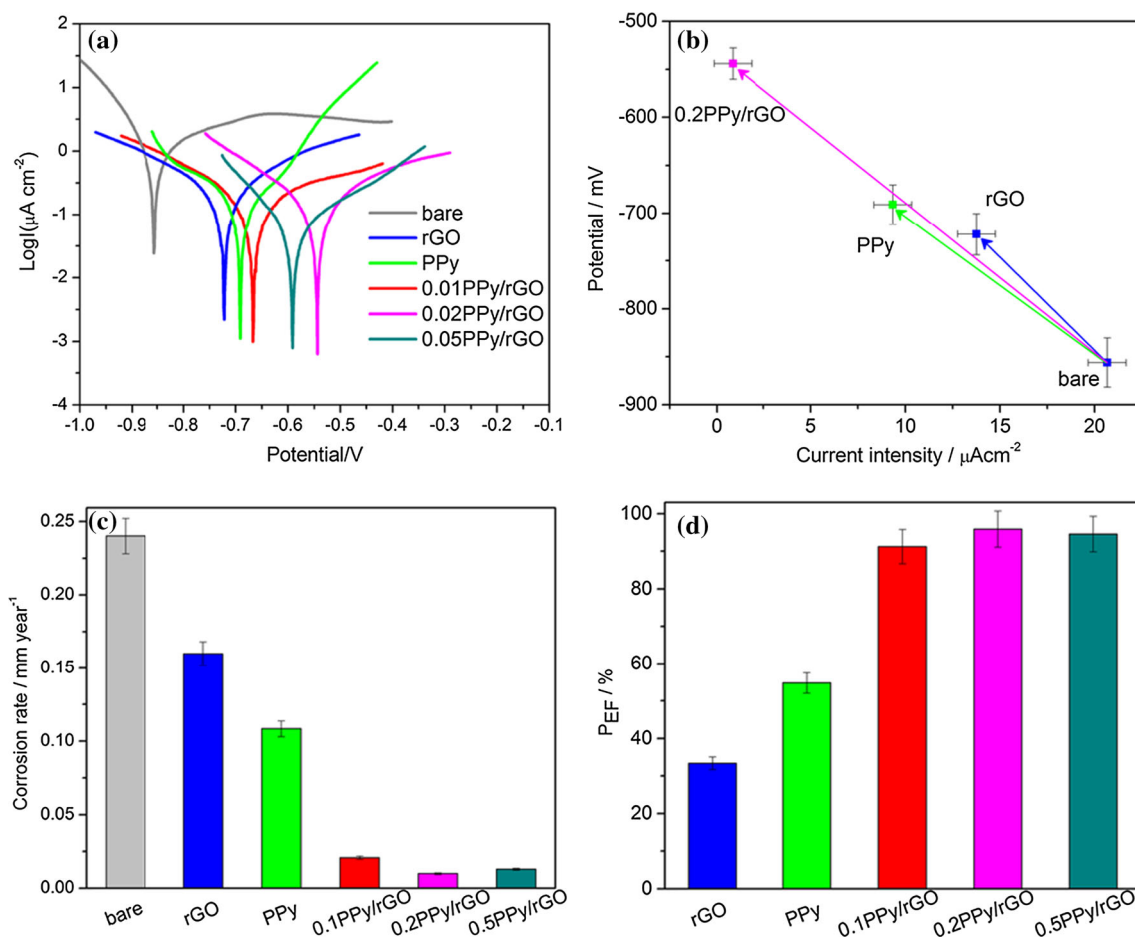 (a)
2
1
0
-1
-2
-3
-4
LogI(μA cm-2)
bare
rGO
PPy
0.01PPy/rGO
0.02PPy/rGO
0.05PPy/rGO
-1.0 -0.9 -0.8 -0.7 -0.6 -0.5 -0.4 -0.3 -0.2 -0.1
Potential/V
(b)
-500
-600
-700
-800
-900
Potential / mV
0.2PPy/rGO
rGO
PPy
bare
0 5 10 15 20
Current intensity / μAcm-2
(c)
0.25
0.20
0.15
0.10
0.05
0.00
Corrosion rate / mm year-1
bare rGO PPy 0.1PPy/rGO 0.2PPy/rGO 0.5PPy/rGO
(d)
100
80
60
40
20
0
PEF / %
rGO PPy 0.1PPy/rGO 0.2PPy/rGO 0.5PPy/rGO